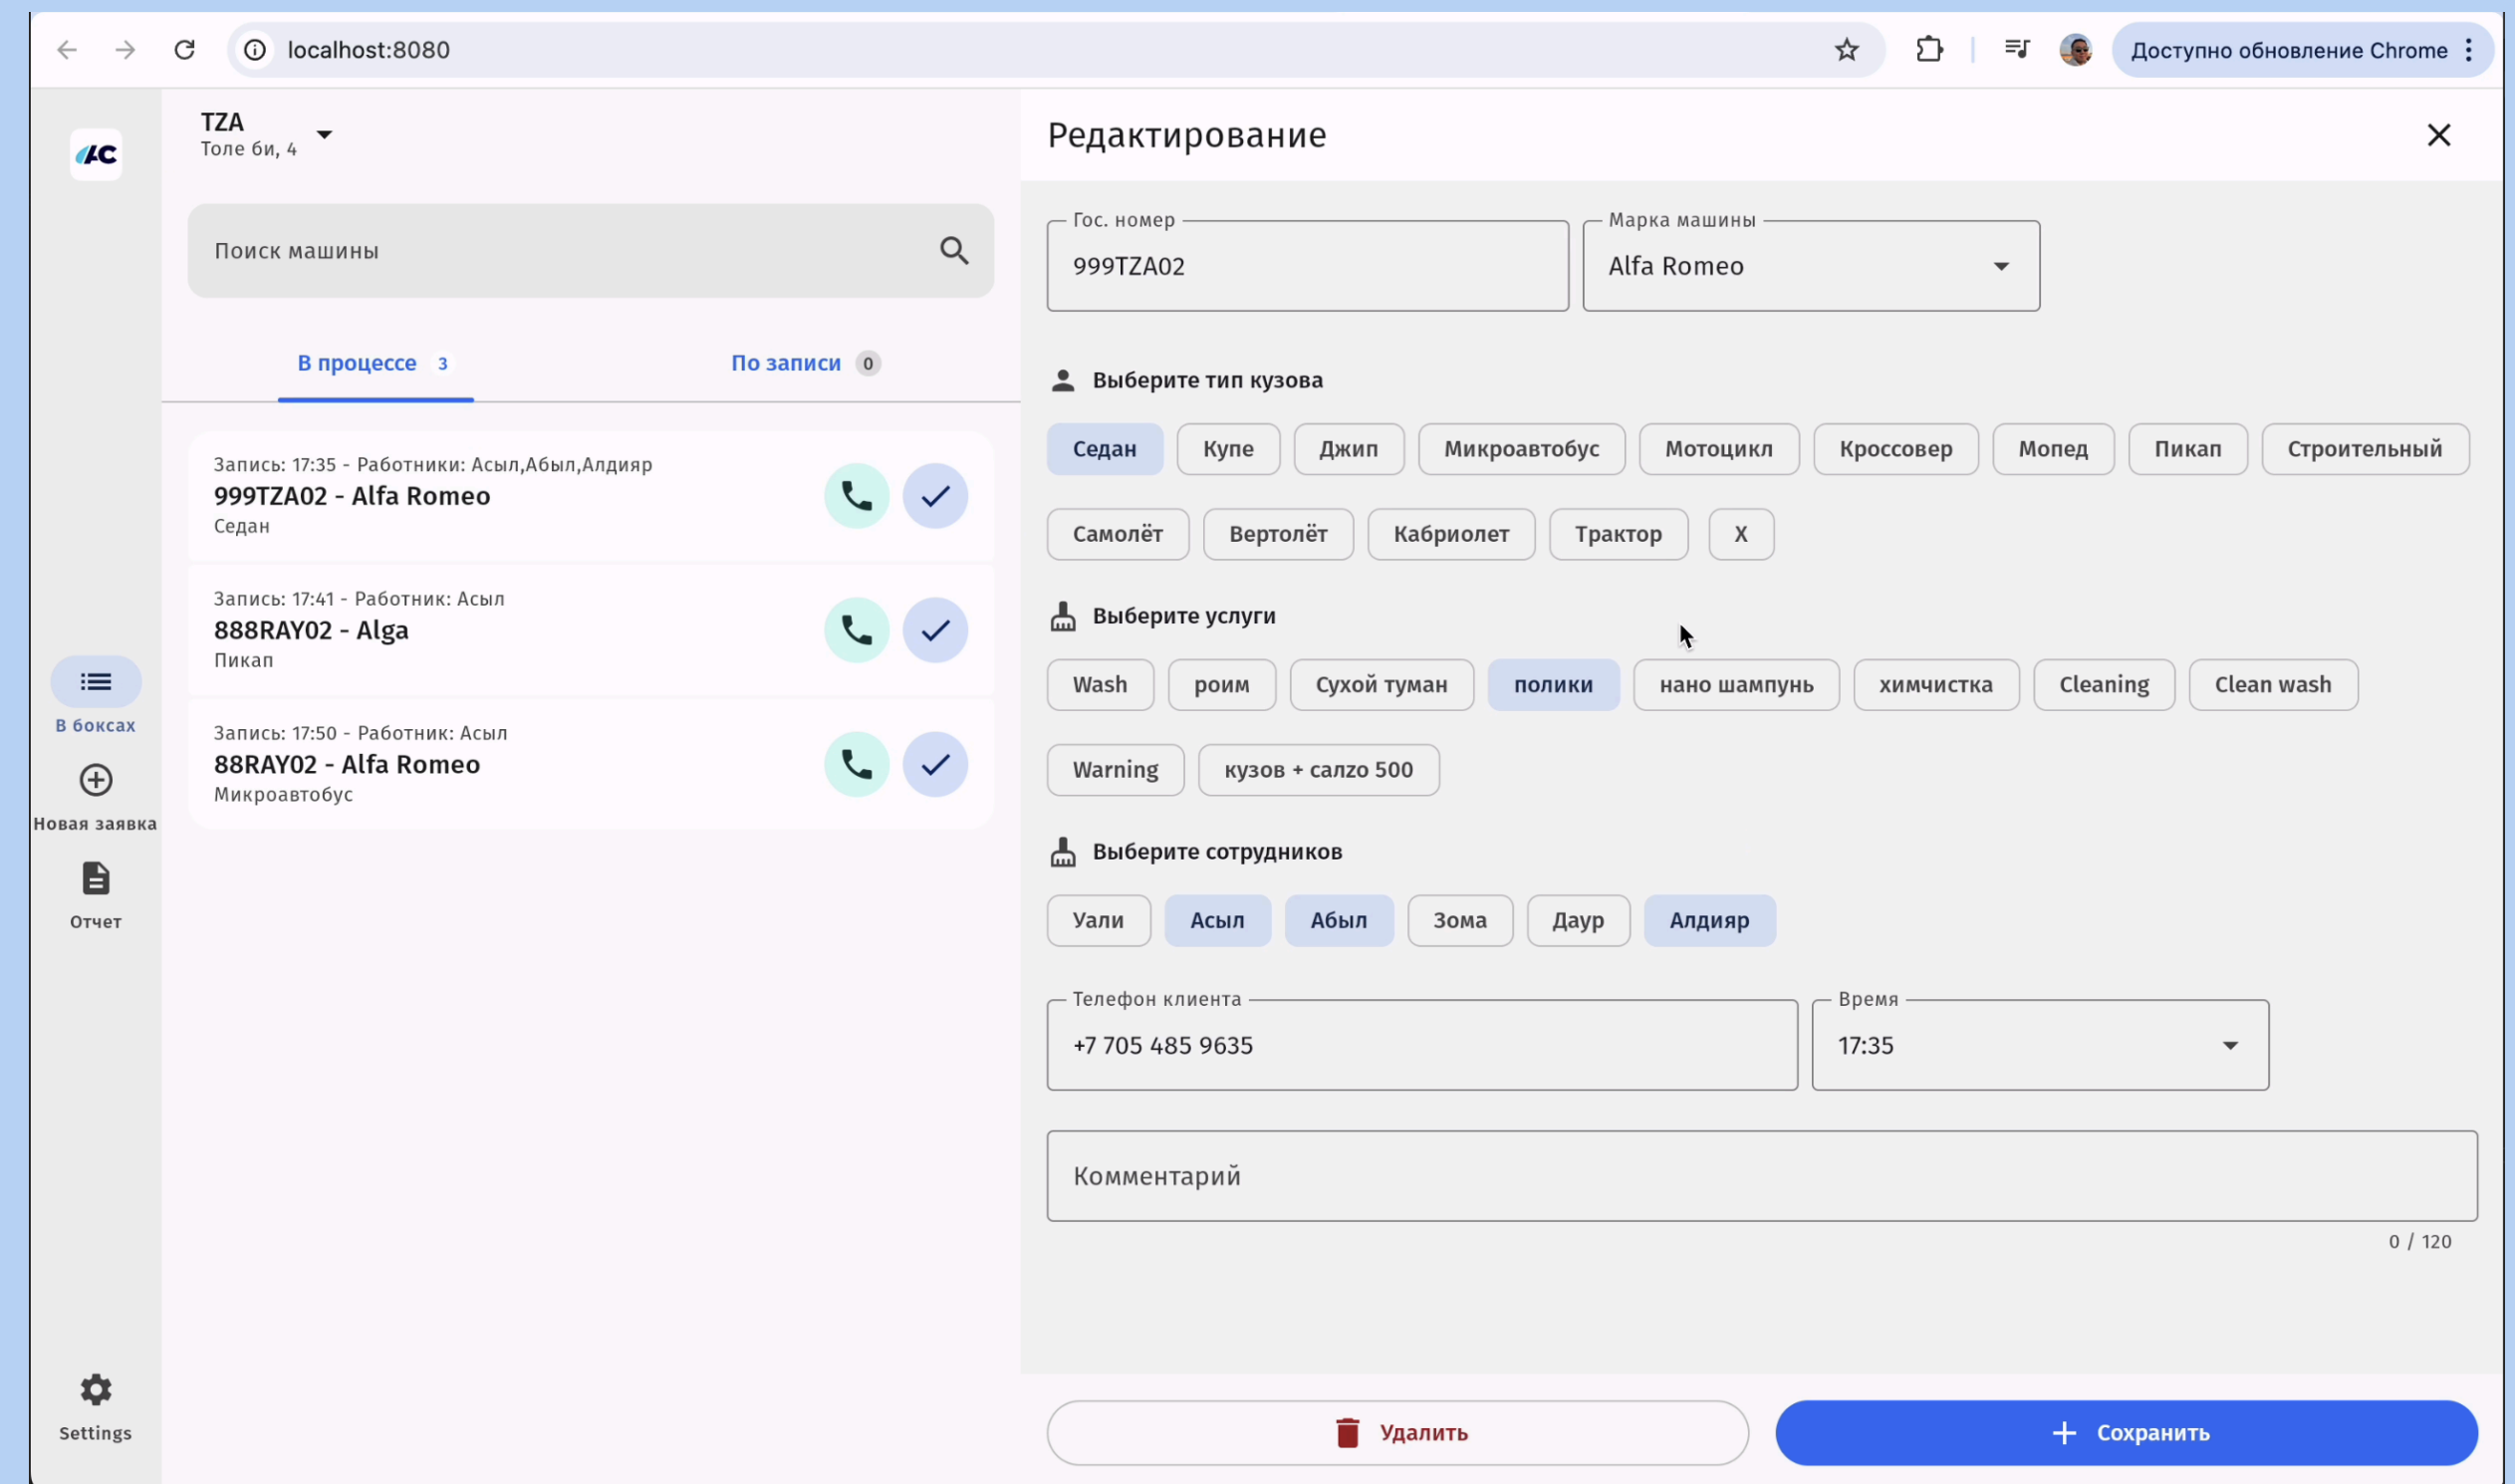 localhost:8080
Доступно обновление Chrome
AC
TZA
Толе би, 4
Поиск машины
В процессе 3
По записи 0
Запись: 17:35 - Работники: Асыл,Абыл,Алдияр
999TZA02 - Alfa Romeo
Седан
Запись: 17:41 - Работник: Асыл
888RAY02 - Alga
Пикап
Запись: 17:50 - Работник: Асыл
88RAY02 - Alfa Romeo
Микроавтобус
В боксах
Новая заявка
Отчет
Settings
Редактирование
Гос. номер
999TZA02
Марка машины
Alfa Romeo
Выберите тип кузова
Седан Купе Джип Микроавтобус Мотоцикл Кроссовер Мопед Пикап Строительный
Самолёт Вертолёт Кабриолет Трактор X
Выберите услуги
Wash роим Сухой туман полики нано шампунь химчистка Cleaning Clean wash
Warning кузов + салzo 500
Выберите сотрудников
Уали Асыл Абыл Зома Даур Алдияр
Телефон клиента
+7 705 485 9635
Время
17:35
Комментарий
0 / 120
Удалить
Сохранить